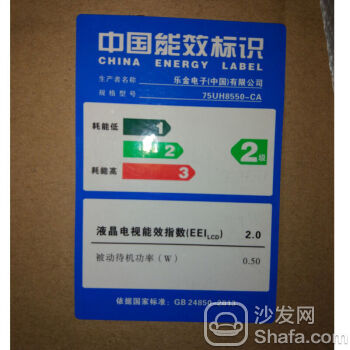 中国能效标识
CHINA ENERGY LABEL
生产者名称 乐金电子(中国)有限公司
规格型号 75UH8550-CA
耗能低 1
2
耗能高 3
2级
液晶电视能效指数(EEI LCD) 2.0
被动待机功率(W) 0.50
依据国家标准:GB 24850-2013
沙发网
Shafa.com